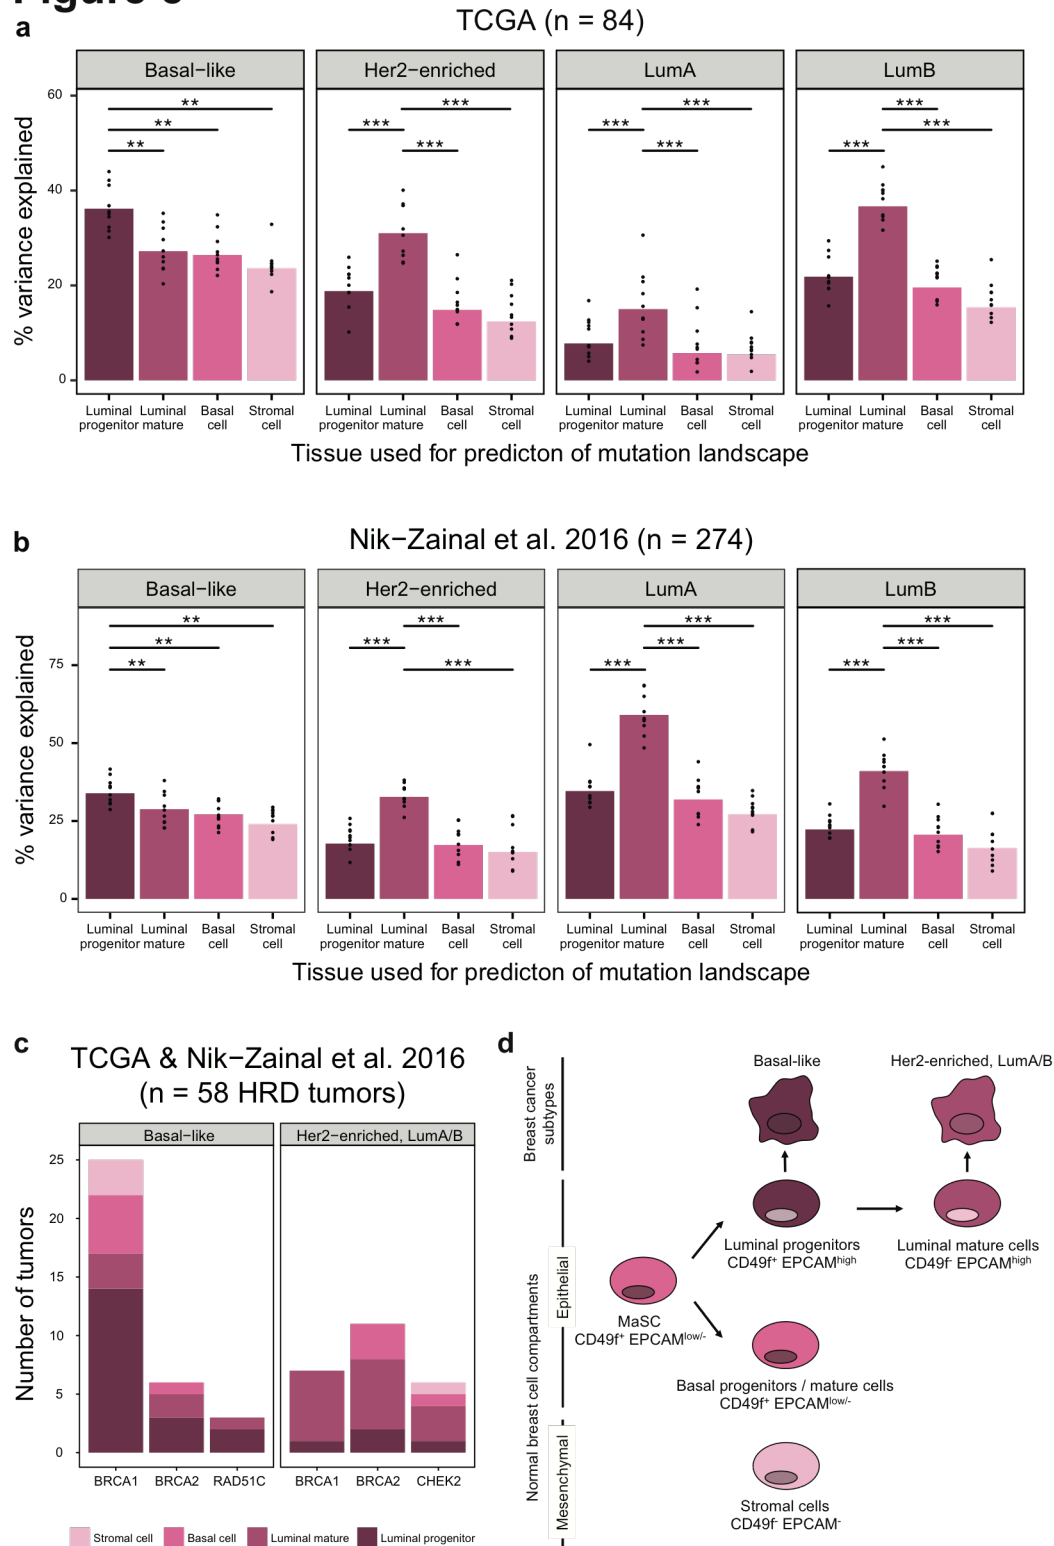 a
TCGA (n = 84)
Basal−like
Her2−enriched
LumA
LumB
% variance explained
60
40
20
0
**
**
**
***
***
***
***
***
***
***
***
***
Luminal progenitor
Luminal mature
Basal cell
Stromal cell
Luminal progenitor
Luminal mature
Basal cell
Stromal cell
Luminal progenitor
Luminal mature
Basal cell
Stromal cell
Luminal progenitor
Luminal mature
Basal cell
Stromal cell
Tissue used for predicton of mutation landscape
b
Nik−Zainal et al. 2016 (n = 274)
Basal−like
Her2−enriched
LumA
LumB
% variance explained
75
50
25
0
**
**
**
***
***
***
***
***
***
***
***
***
Luminal progenitor
Luminal mature
Basal cell
Stromal cell
Luminal progenitor
Luminal mature
Basal cell
Stromal cell
Luminal progenitor
Luminal mature
Basal cell
Stromal cell
Luminal progenitor
Luminal mature
Basal cell
Stromal cell
Tissue used for predicton of mutation landscape
c
TCGA & Nik−Zainal et al. 2016
(n = 58 HRD tumors)
Basal−like
Her2−enriched, LumA/B
Number of tumors
25
20
15
10
5
0
BRCA1
BRCA2
RAD51C
BRCA1
BRCA2
CHEK2
Stromal cell
Basal cell
Luminal mature
Luminal progenitor
d
Breast cancer
subtypes
Basal-like
Her2-enriched, LumA/B
Normal breast cell compartments
Epithelial
Mesenchymal
Luminal progenitors
CD49f+ EPCAMhigh
Luminal mature cells
CD49f- EPCAMhigh
MaSC
CD49f+ EPCAMlow/-
Basal progenitors / mature cells
CD49f+ EPCAMlow/-
Stromal cells
CD49f- EPCAM-